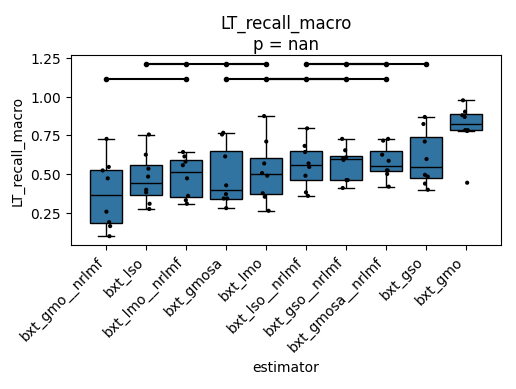 LT_recall_macro
p = nan
LT_recall_macro
1.25
1.00
0.75
0.50
0.25
bxt_gmo__nrlmf
bxt_lso
bxt_lmo__nrlmf
bxt_gmosa
bxt_lmo
bxt_lso__nrlmf
bxt_gso__nrlmf
bxt_gmosa__nrlmf
bxt_gso
bxt_gmo
estimator